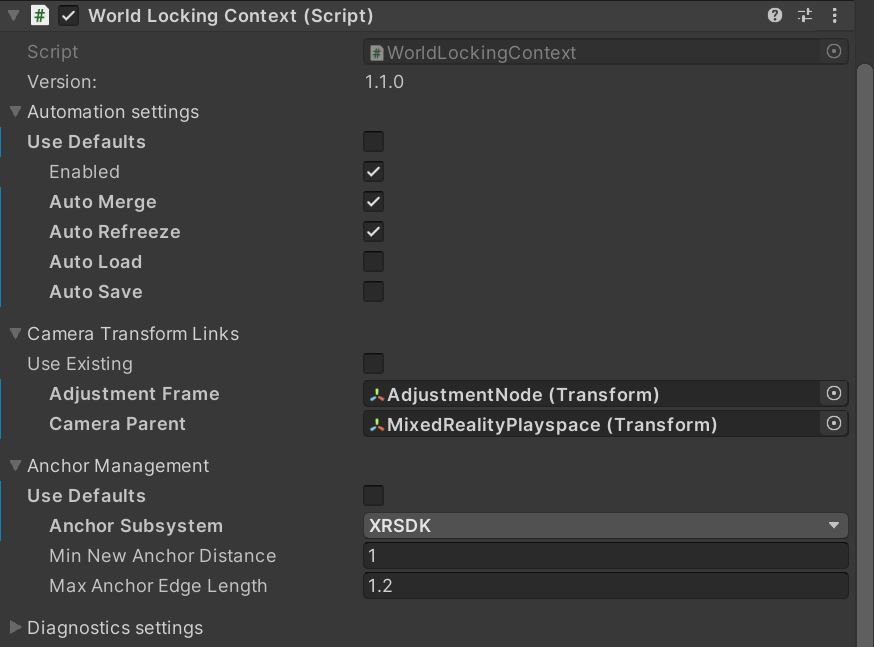 World Locking Context (Script)
Script # WorldLockingContext
Version: 1.1.0
Automation settings
Use Defaults
Enabled
Auto Merge
Auto Refreeze
Auto Load
Auto Save
Camera Transform Links
Use Existing
Adjustment Frame AdjustmentNode (Transform)
Camera Parent MixedRealityPlayspace (Transform)
Anchor Management
Use Defaults
Anchor Subsystem XRSDK
Min New Anchor Distance 1
Max Anchor Edge Length 1.2
Diagnostics settings